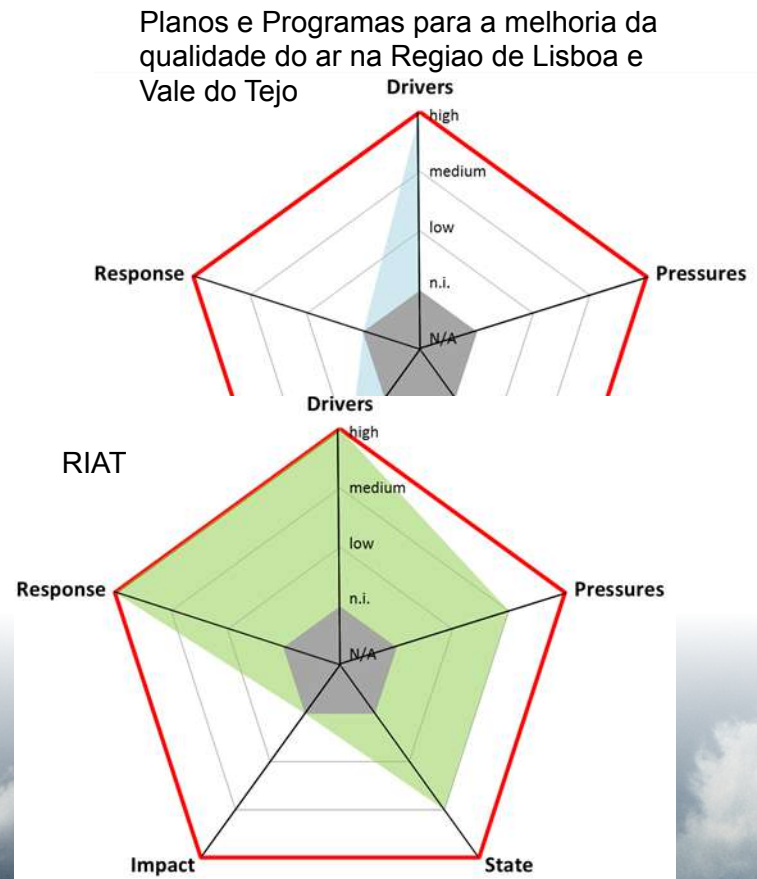 Planos e Programas para a melhoria da
qualidade do ar na Regiao de Lisboa e
Vale do Tejo
Drivers
high
medium
low
n.i.
N/A
Response
Pressures
RIAT
Drivers
high
medium
low
n.i.
N/A
Response
Pressures
Impact
State